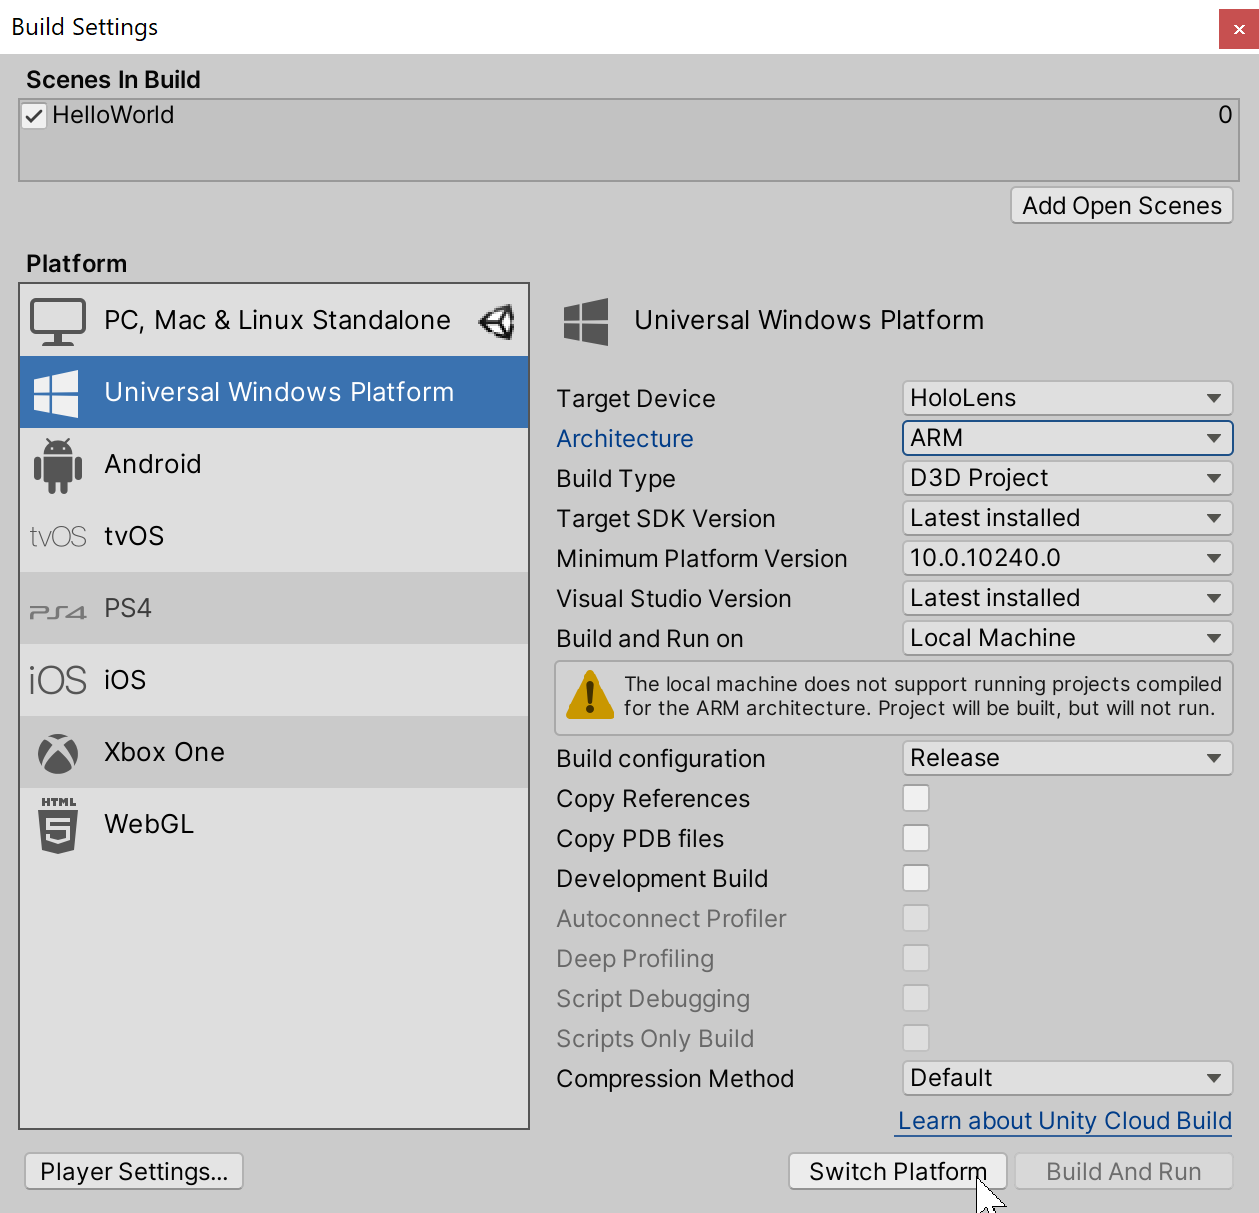 Build Settings
Scenes In Build
HelloWorld 0
Add Open Scenes
Platform
PC, Mac & Linux Standalone
Universal Windows Platform
Android
tvOS tvOS
PS4 PS4
iOS iOS
Xbox One
HTML 5 WebGL
Universal Windows Platform
Target Device HoloLens
Architecture ARM
Build Type D3D Project
Target SDK Version Latest installed
Minimum Platform Version 10.0.10240.0
Visual Studio Version Latest installed
Build and Run on Local Machine
The local machine does not support running projects compiled
for the ARM architecture. Project will be built, but will not run.
Build configuration Release
Copy References
Copy PDB files
Development Build
Autoconnect Profiler
Deep Profiling
Script Debugging
Scripts Only Build
Compression Method Default
Learn about Unity Cloud Build
Player Settings... Switch Platform Build And Run